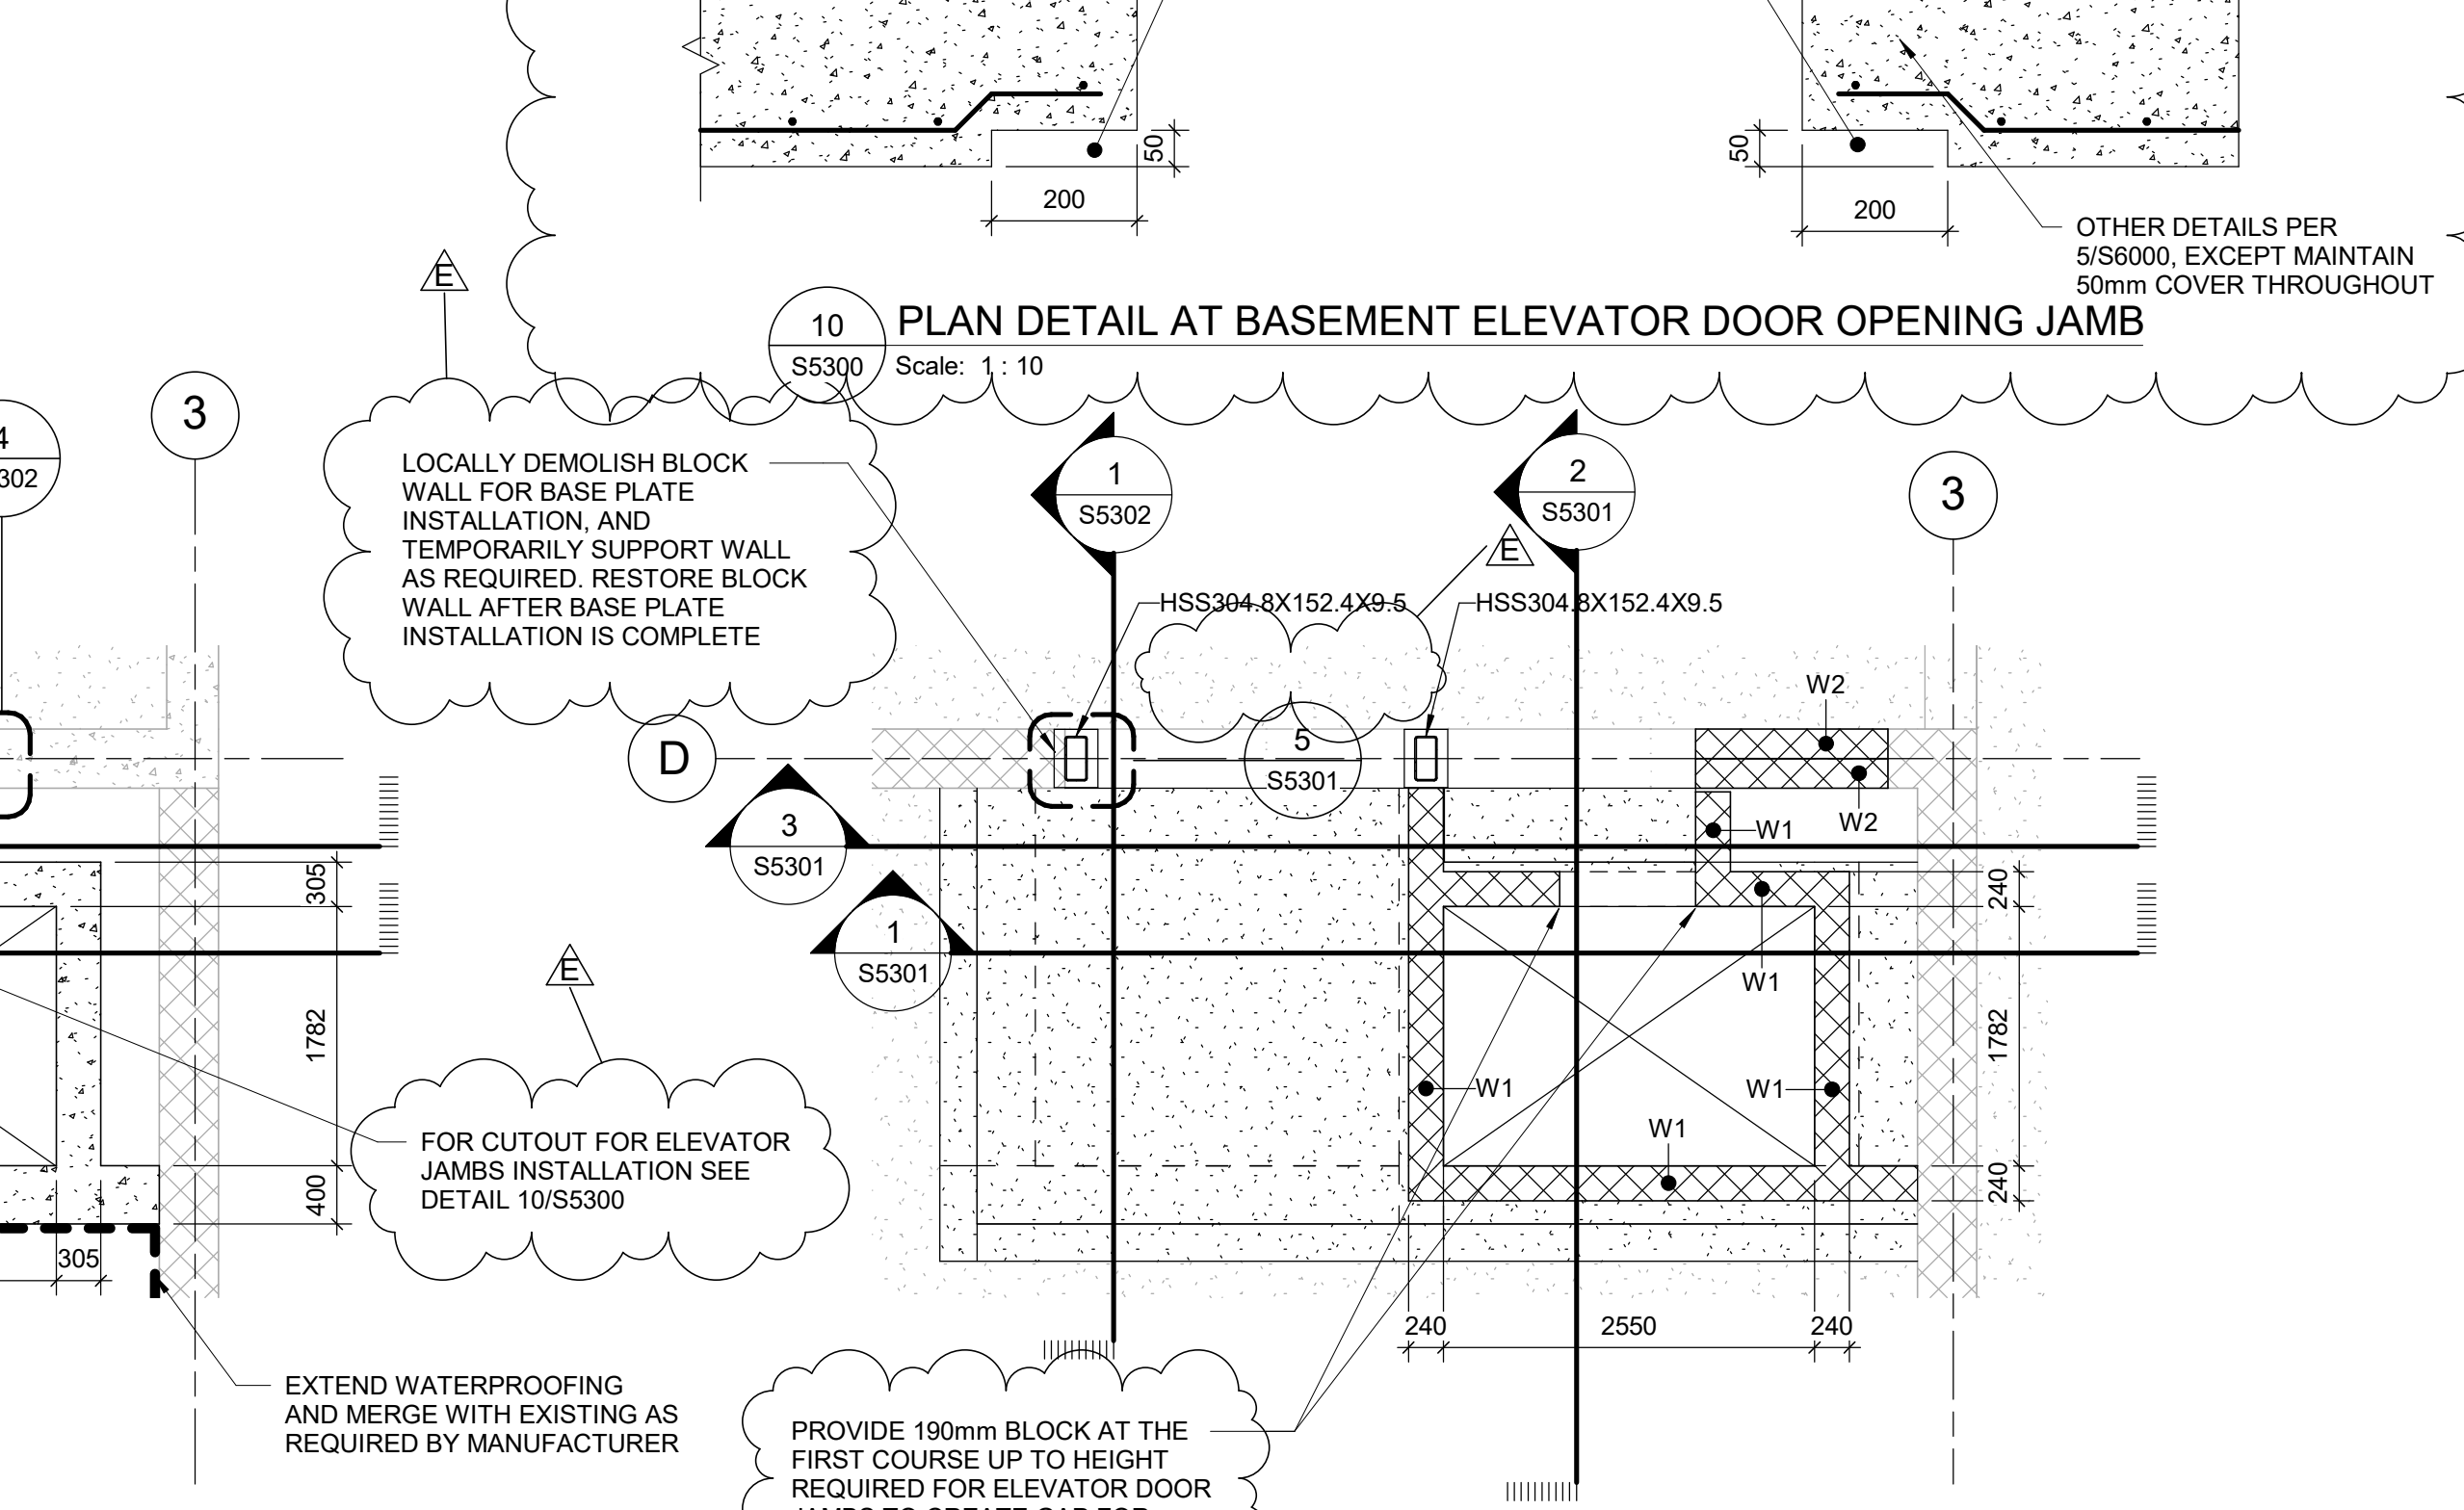 50
200
50
200
OTHER DETAILS PER
5/S6000, EXCEPT MAINTAIN
50mm COVER THROUGHOUT
E
10
S5300
PLAN DETAIL AT BASEMENT ELEVATOR DOOR OPENING JAMB
Scale: 1 : 10
4
302
3
LOCALLY DEMOLISH BLOCK
WALL FOR BASE PLATE
INSTALLATION, AND
TEMPORARILY SUPPORT WALL
AS REQUIRED. RESTORE BLOCK
WALL AFTER BASE PLATE
INSTALLATION IS COMPLETE
1
S5302
2
S5301
3
E
HSS304.8X152.4X9.5
HSS304.8X152.4X9.5
W2
D
5
S5301
3
S5301
W1
W2
305
240
1
S5301
W1
E
1782
1782
W1
W1
FOR CUTOUT FOR ELEVATOR
JAMBS INSTALLATION SEE
DETAIL 10/S5300
W1
400
240
305
240
2550
240
EXTEND WATERPROOFING
AND MERGE WITH EXISTING AS
REQUIRED BY MANUFACTURER
PROVIDE 190mm BLOCK AT THE
FIRST COURSE UP TO HEIGHT
REQUIRED FOR ELEVATOR DOOR
JAMBS TO CREATE GAP FOR